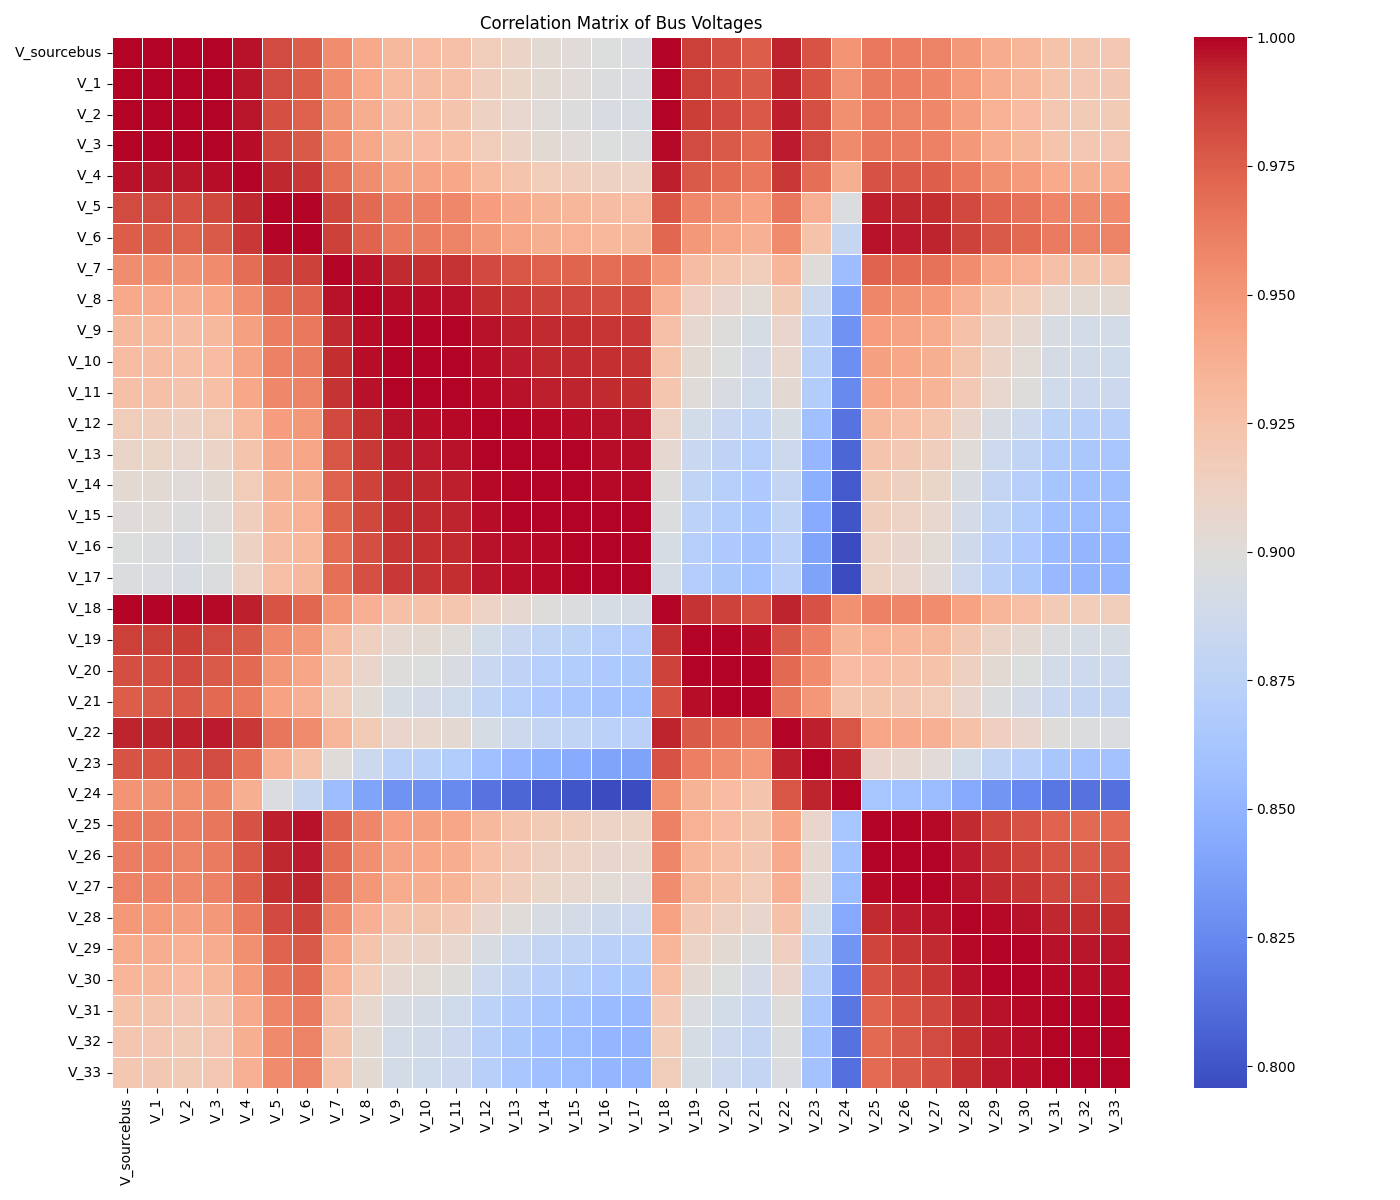 Correlation Matrix of Bus Voltages
V_sourcebus
V_1
V_2
V_3
V_4
V_5
V_6
V_7
V_8
V_9
V_10
V_11
V_12
V_13
V_14
V_15
V_16
V_17
V_18
V_19
V_20
V_21
V_22
V_23
V_24
V_25
V_26
V_27
V_28
V_29
V_30
V_31
V_32
V_33
V_sourcebus
V_1
V_2
V_3
V_4
V_5
V_6
V_7
V_8
V_9
V_10
V_11
V_12
V_13
V_14
V_15
V_16
V_17
V_18
V_19
V_20
V_21
V_22
V_23
V_24
V_25
V_26
V_27
V_28
V_29
V_30
V_31
V_32
V_33
1.000
0.975
0.950
0.925
0.900
0.875
0.850
0.825
0.800